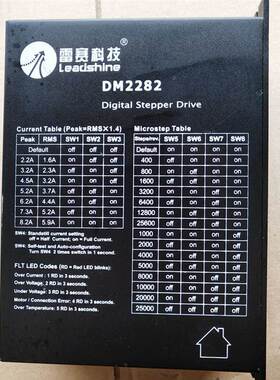 雷赛科技
Leadshine
DM2282
Digital Stepper Drive
Current Table (Peak=RMS×1.4)
Peak RMS SW1 SW2 SW3
Default off off off
2.2A 1.6A on off off
3.2A 2.3A off on off
4.5A 3.2A on on off
5.2A 3.7A off off on
6.2A 4.4A on off on
7.3A 5.2A off on on
8.2A 5.9A on on on
SW4: Standstill current setting
off = Half Current; on = Full Current.
SW4: Self-test and Auto-configuration
Turn SW4 2 times switch in 1 second.
FLT LED Codes (RD = Red LED blinks):
Over Current : 1 RD in 3 seconds.
Over Voltage, 2 RD in 3 seconds.
Under Voltage: 3 RD in 3 seconds.
Motor / Connection Error: 4 RD in 3 seconds.
Over Temperature: 5 RD in 3 seconds.
Microstep Table
Steps/rev. SW5 SW6 SW7 SW8
Default on on on on
400 off on on on
800 on off on on
1600 off off on on
3200 on on off on
6400 off on off on
12800 on off off on
25600 off off off on
1000 on on on off
2000 off on on off
4000 on off on off
5000 off off on off
8000 on on off off
10000 off on off off
20000 on off off off
25000 off off off off